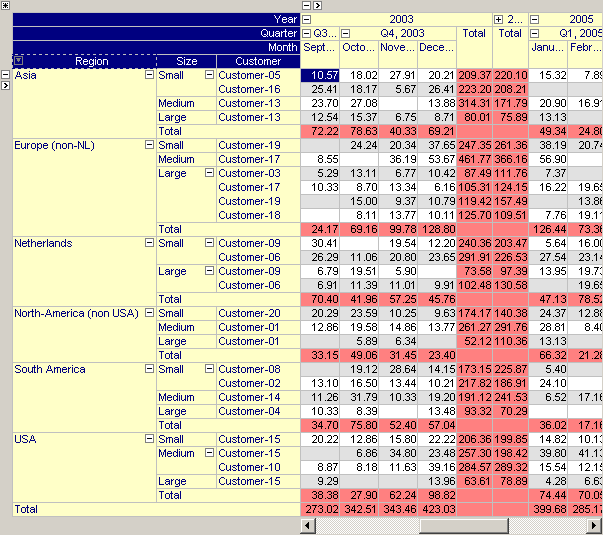 Year 2003 2... 2005
Quarter Q3... Q4, 2003 Total Total Q1, 2005
Month Sept... Octo... Nove... Dece... Janu... Febr...
Region Size Customer
Asia Small Customer-05 10.57 18.02 27.91 20.21 209.37 220.10 15.32 7.89
Customer-16 25.41 18.17 5.67 26.41 223.20 208.21
Medium Customer-13 23.70 27.08 13.88 314.31 171.79 20.90 16.91
Large Customer-13 12.54 15.37 6.75 8.71 80.01 75.89 13.13
Total 72.22 78.63 40.33 69.21 49.34 24.80
Europe (non-NL) Small Customer-19 24.24 20.34 37.65 247.35 261.36 38.19 20.74
Medium Customer-17 8.55 36.19 53.67 461.77 366.16 56.90
Large Customer-03 5.29 13.11 6.77 10.42 87.49 111.76 7.37
Customer-17 10.33 8.70 13.34 6.16 105.31 124.15 16.22 19.65
Customer-19 15.00 9.37 10.79 119.42 157.49 13.86
Customer-18 8.11 13.77 10.11 125.70 109.51 7.76 19.11
Total 24.17 69.16 99.78 128.80 126.44 73.36
Netherlands Small Customer-09 30.41 19.54 12.20 240.36 203.47 5.64 16.00
Customer-06 26.29 11.06 20.80 23.65 291.91 226.53 27.54 23.14
Large Customer-09 6.79 19.51 5.90 73.58 97.39 13.95 19.73
Customer-06 6.91 11.39 11.01 9.91 102.48 130.58 19.65
Total 70.40 41.96 57.25 45.76 47.13 78.52
North-America (non USA) Small Customer-20 20.29 23.59 10.25 9.63 174.17 140.38 24.37 12.88
Medium Customer-01 12.86 19.58 14.86 13.77 261.27 291.76 28.81 8.40
Large Customer-01 5.89 6.34 52.12 110.36 13.13
Total 33.15 49.06 31.45 23.40 66.32 21.28
South America Small Customer-08 19.12 28.64 14.15 173.15 225.87 5.40
Customer-02 13.10 16.50 13.44 10.21 217.82 186.91 24.10
Medium Customer-14 11.26 31.79 10.33 19.20 191.12 241.53 6.52 17.16
Large Customer-04 10.33 8.39 13.48 93.32 70.29
Total 34.70 75.80 52.40 57.04 36.02 17.16
USA Small Customer-15 20.22 12.86 15.80 22.22 206.36 199.85 14.82 10.13
Medium Customer-15 6.86 34.80 23.48 257.30 198.42 39.80 41.13
Customer-10 8.87 8.18 11.63 39.16 284.57 289.32 15.54 12.15
Large Customer-15 9.29 13.96 63.61 78.89 4.28 6.63
Total 38.38 27.90 62.24 98.82 74.44 70.05
Total 273.02 342.51 343.46 423.03 399.68 285.17